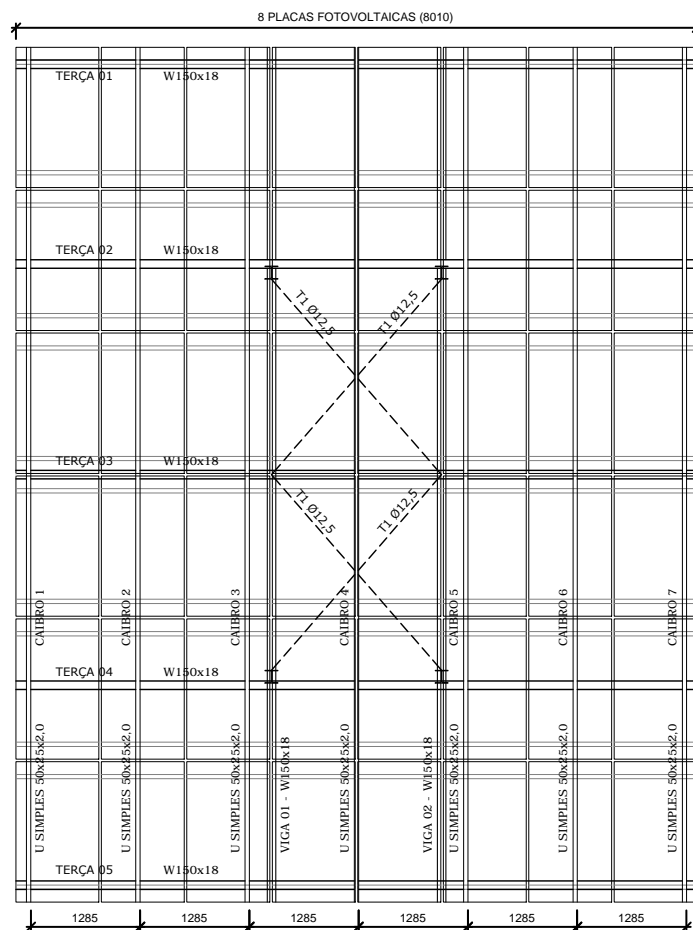 8 PLACAS FOTOVOLTAICAS (8010)
TERÇA 01 W150x18
TERÇA 02 W150x18
T1 Ø12,5 T1 Ø12,5
TERÇA 03 W150x18
T1 Ø12,5 T1 Ø12,5
CAIBRO 1
CAIBRO 2
CAIBRO 3
CAIBRO 4
CAIBRO 5
CAIBRO 6
CAIBRO 7
TERÇA 04 W150x18
U SIMPLES 50x25x2,0
U SIMPLES 50x25x2,0
U SIMPLES 50x25x2,0
VIGA 01 - W150x18
U SIMPLES 50x25x2,0
VIGA 02 - W150x18
U SIMPLES 50x25x2,0
U SIMPLES 50x25x2,0
U SIMPLES 50x25x2,0
TERÇA 05 W150x18
1285 1285 1285 1285 1285 1285